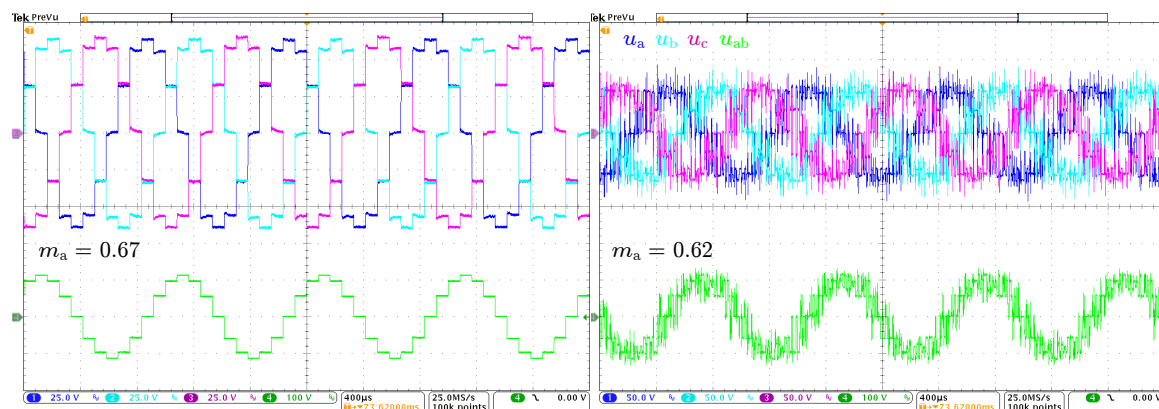 Tek PreVu
T
m_a = 0.67
1 25.0 V 2 25.0 V 3 25.0 V 4 100 V
400µs
T→▼73.62000ms
25.0MS/s
100k points
4 0.00 V
Tek PreVu
T
u_a u_b u_c u_ab
m_a = 0.62
1 50.0 V 2 50.0 V 3 50.0 V 4 100 V
400µs
T→▼73.62000ms
25.0MS/s
100k points
4 0.00 V